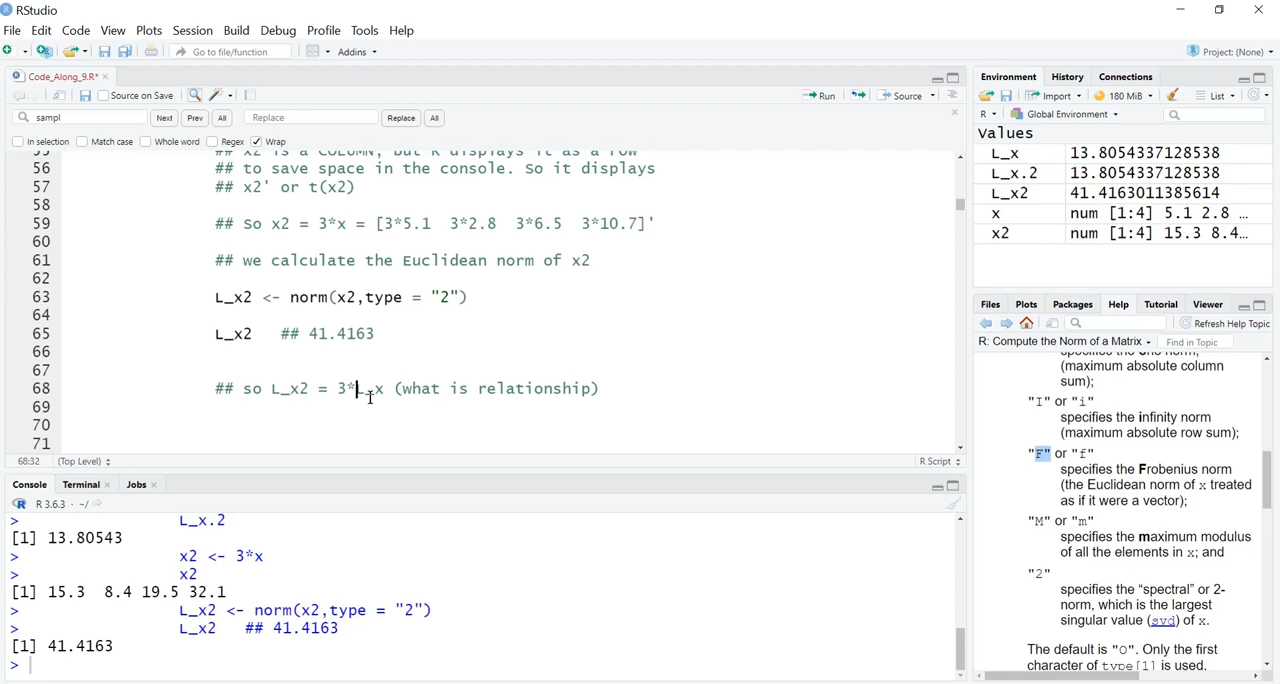 RStudio
File Edit Code View Plots Session Build Debug Profile Tools Help
Go to file/function Addins Project: (None)
Code_Along_9.R*
Source on Save Run Source
sampl Next Prev All Replace Replace All
In selection Match case Whole word Regex Wrap
## x2 is a COLUMN, but R displays it as a row
56 ## to save space in the console. So it displays
57 ## x2' or t(x2)
58
59 ## So x2 = 3*x = [3*5.1 3*2.8 3*6.5 3*10.7]'
60
61 ## we calculate the Euclidean norm of x2
62
63 L_x2 <- norm(x2,type = "2")
64
65 L_x2 ## 41.4163
66
67
68 ## so L_x2 = 3*L_x (what is relationship)
69
70
71
68:32 (Top Level) R Script
Console Terminal Jobs
R 3.6.3 · ~/
> L_x.2
[1] 13.80543
> x2 <- 3*x
> x2
[1] 15.3 8.4 19.5 32.1
> L_x2 <- norm(x2,type = "2")
> L_x2 ## 41.4163
[1] 41.4163
>
Environment History Connections
Import 180 MiB List
R Global Environment
Values
L_x 13.8054337128538
L_x.2 13.8054337128538
L_x2 41.4163011385614
x num [1:4] 5.1 2.8 ...
x2 num [1:4] 15.3 8.4…
Files Plots Packages Help Tutorial Viewer
Refresh Help Topic
R: Compute the Norm of a Matrix Find in Topic
specifies the one norm,
(maximum absolute column
sum);
"I" or "i"
specifies the infinity norm
(maximum absolute row sum);
"F" or "f"
specifies the Frobenius norm
(the Euclidean norm of x treated
as if it were a vector);
"M" or "m"
specifies the maximum modulus
of all the elements in x; and
"2"
specifies the “spectral” or 2-
norm, which is the largest
singular value (svd) of x.
The default is "O". Only the first
character of type[1] is used.